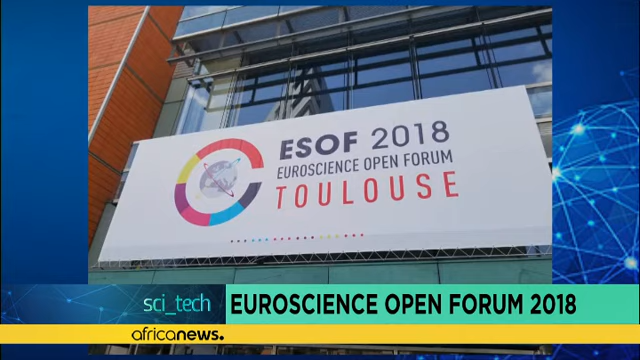 ESOF 2018
EUROSCIENCE OPEN FORUM
TOULOUSE
sci_tech
EUROSCIENCE OPEN FORUM 2018
africanews.